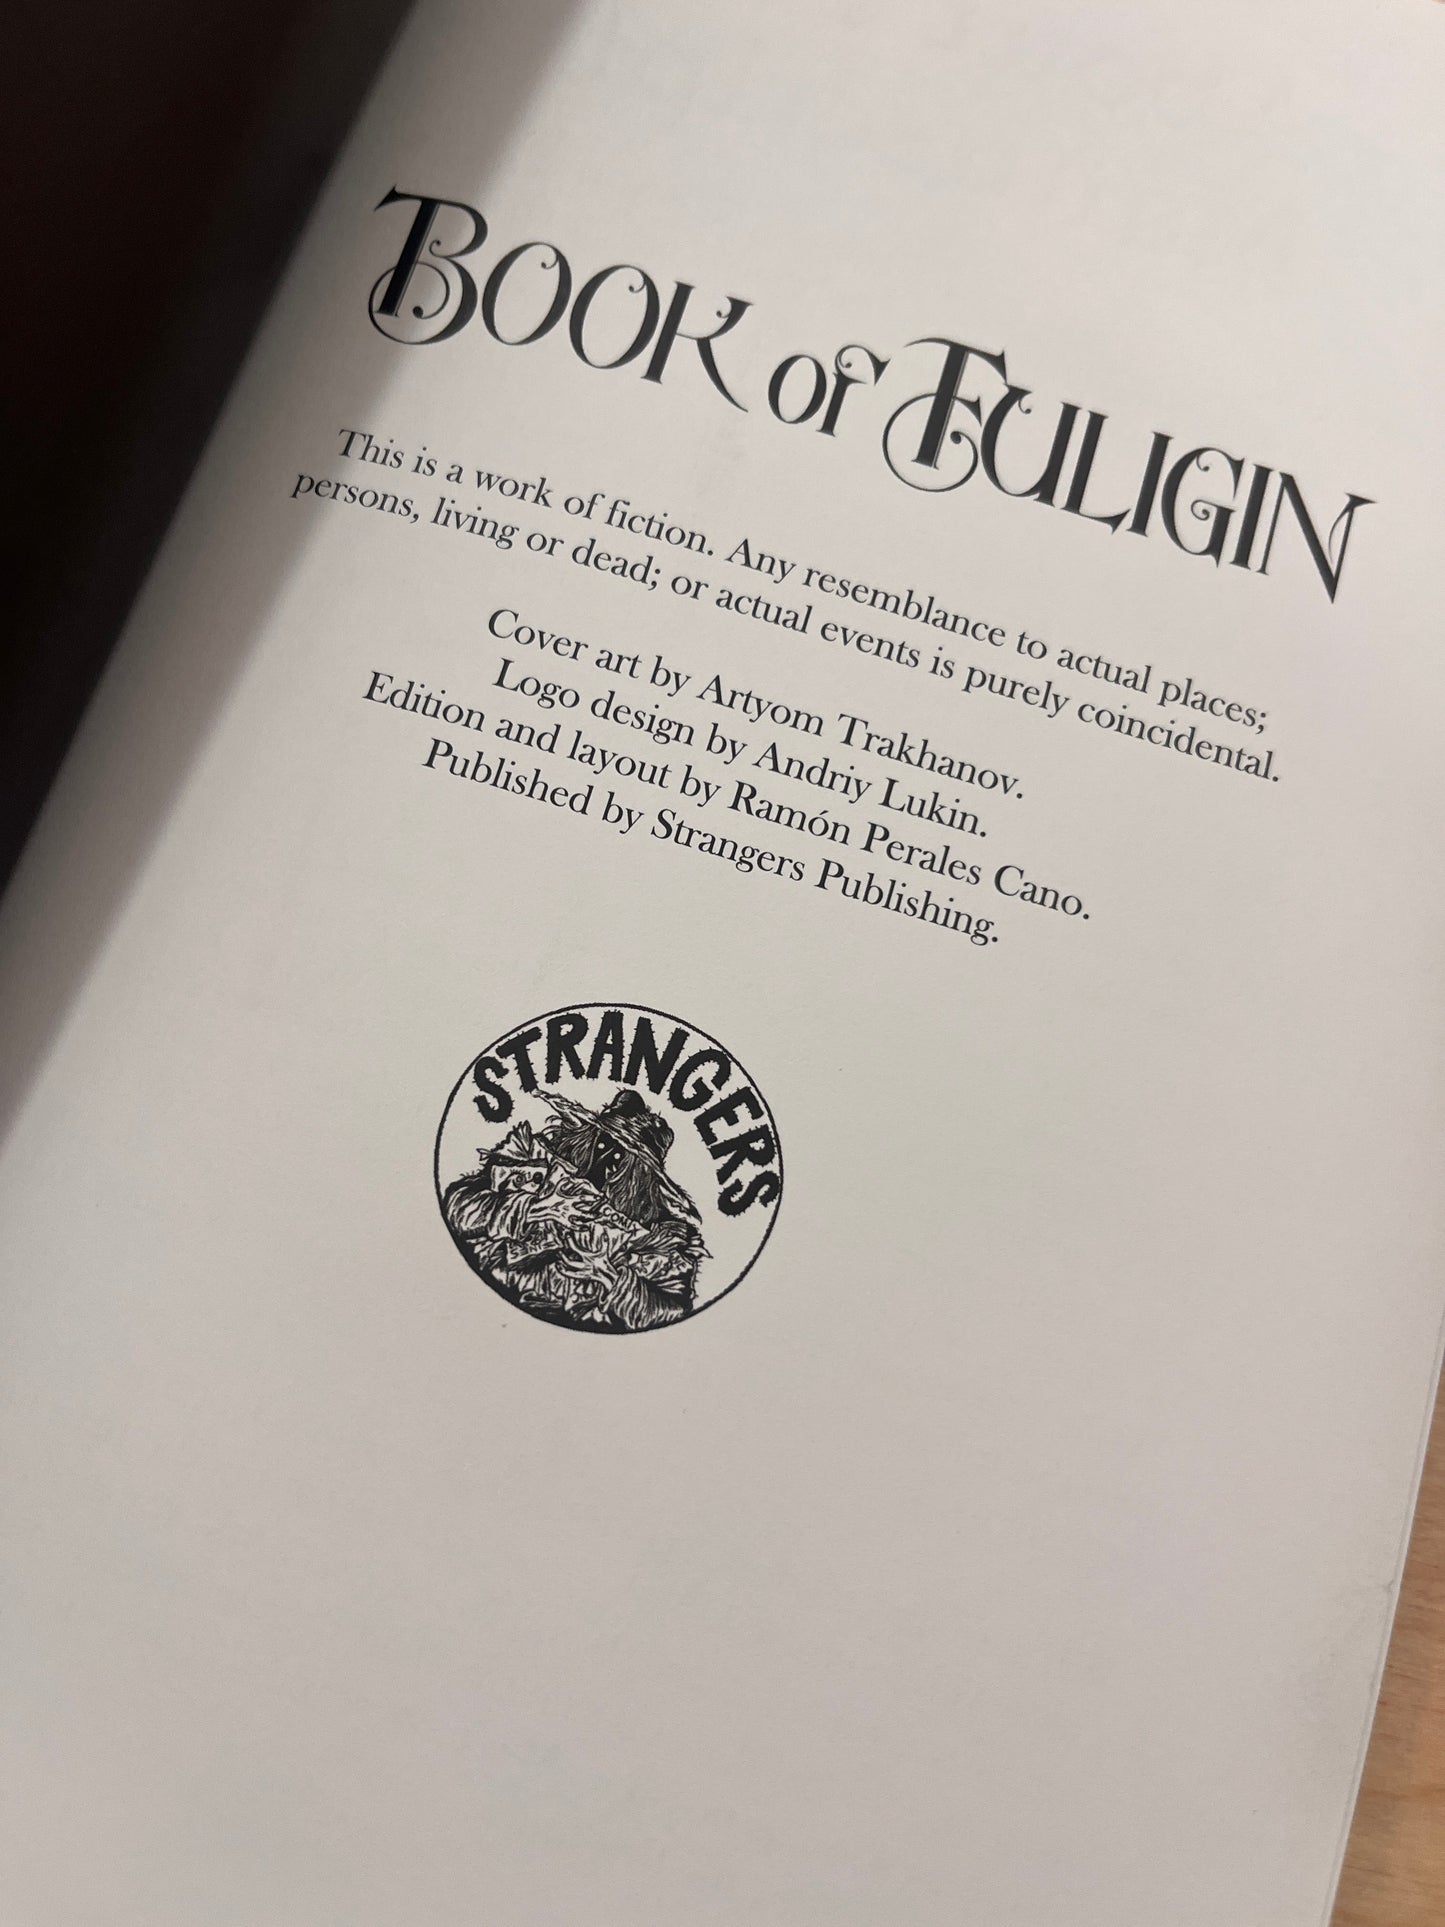 BOOK OF FULIGIN
This is a work of fiction. Any resemblance to actual places;
persons, living or dead; or actual events is purely coincidental.
Cover art by Artyom Trakhanov.
Logo design by Andriy Lukin.
Edition and layout by Ramón Perales Cano.
Published by Strangers Publishing.
STRANGERS
COMIX